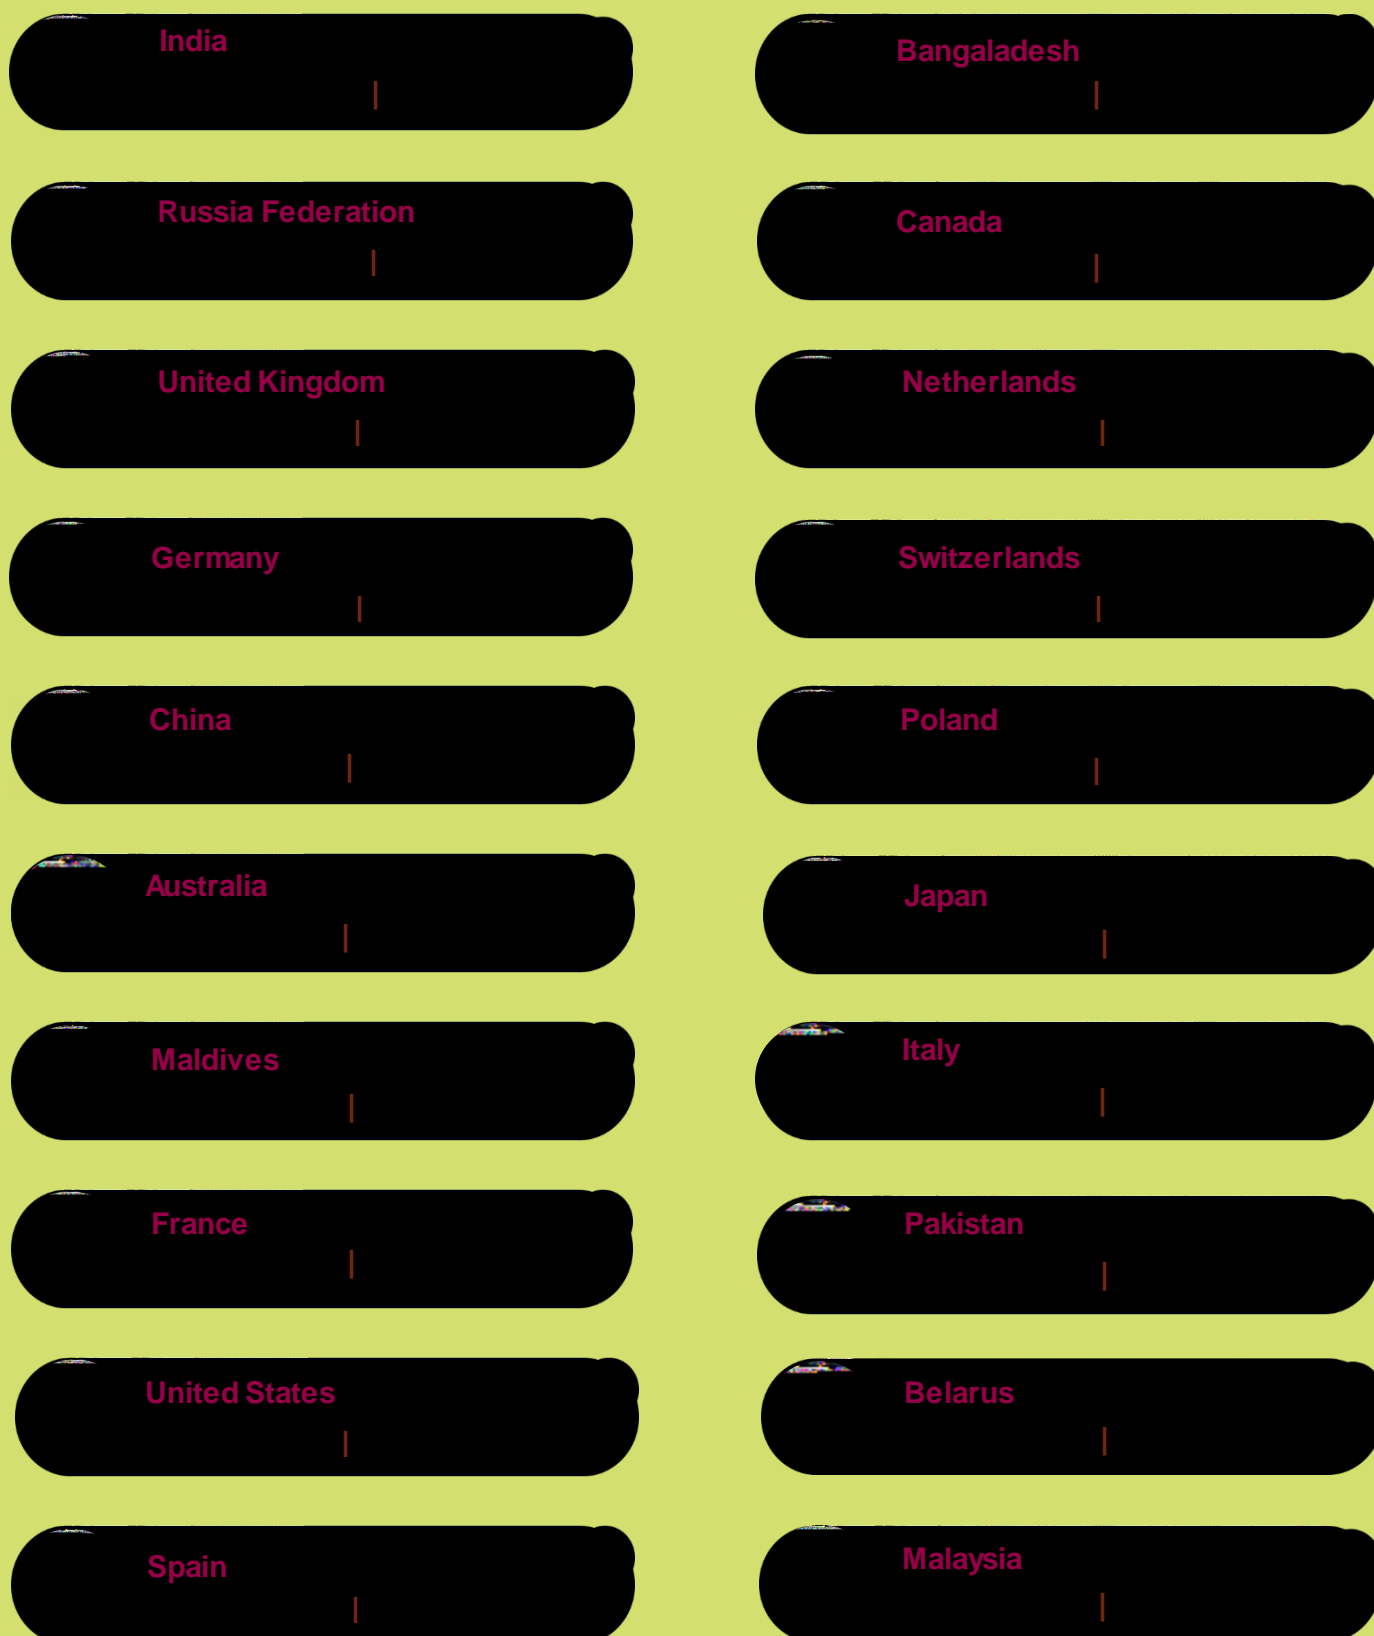 India
|
Bangaladesh
|
Russia Federation
|
Canada
|
United Kingdom
|
Netherlands
|
Germany
|
Switzerlands
|
China
|
Poland
|
Australia
|
Japan
|
Maldives
|
Italy
|
France
|
Pakistan
|
United States
|
Belarus
|
Spain
|
Malaysia
|